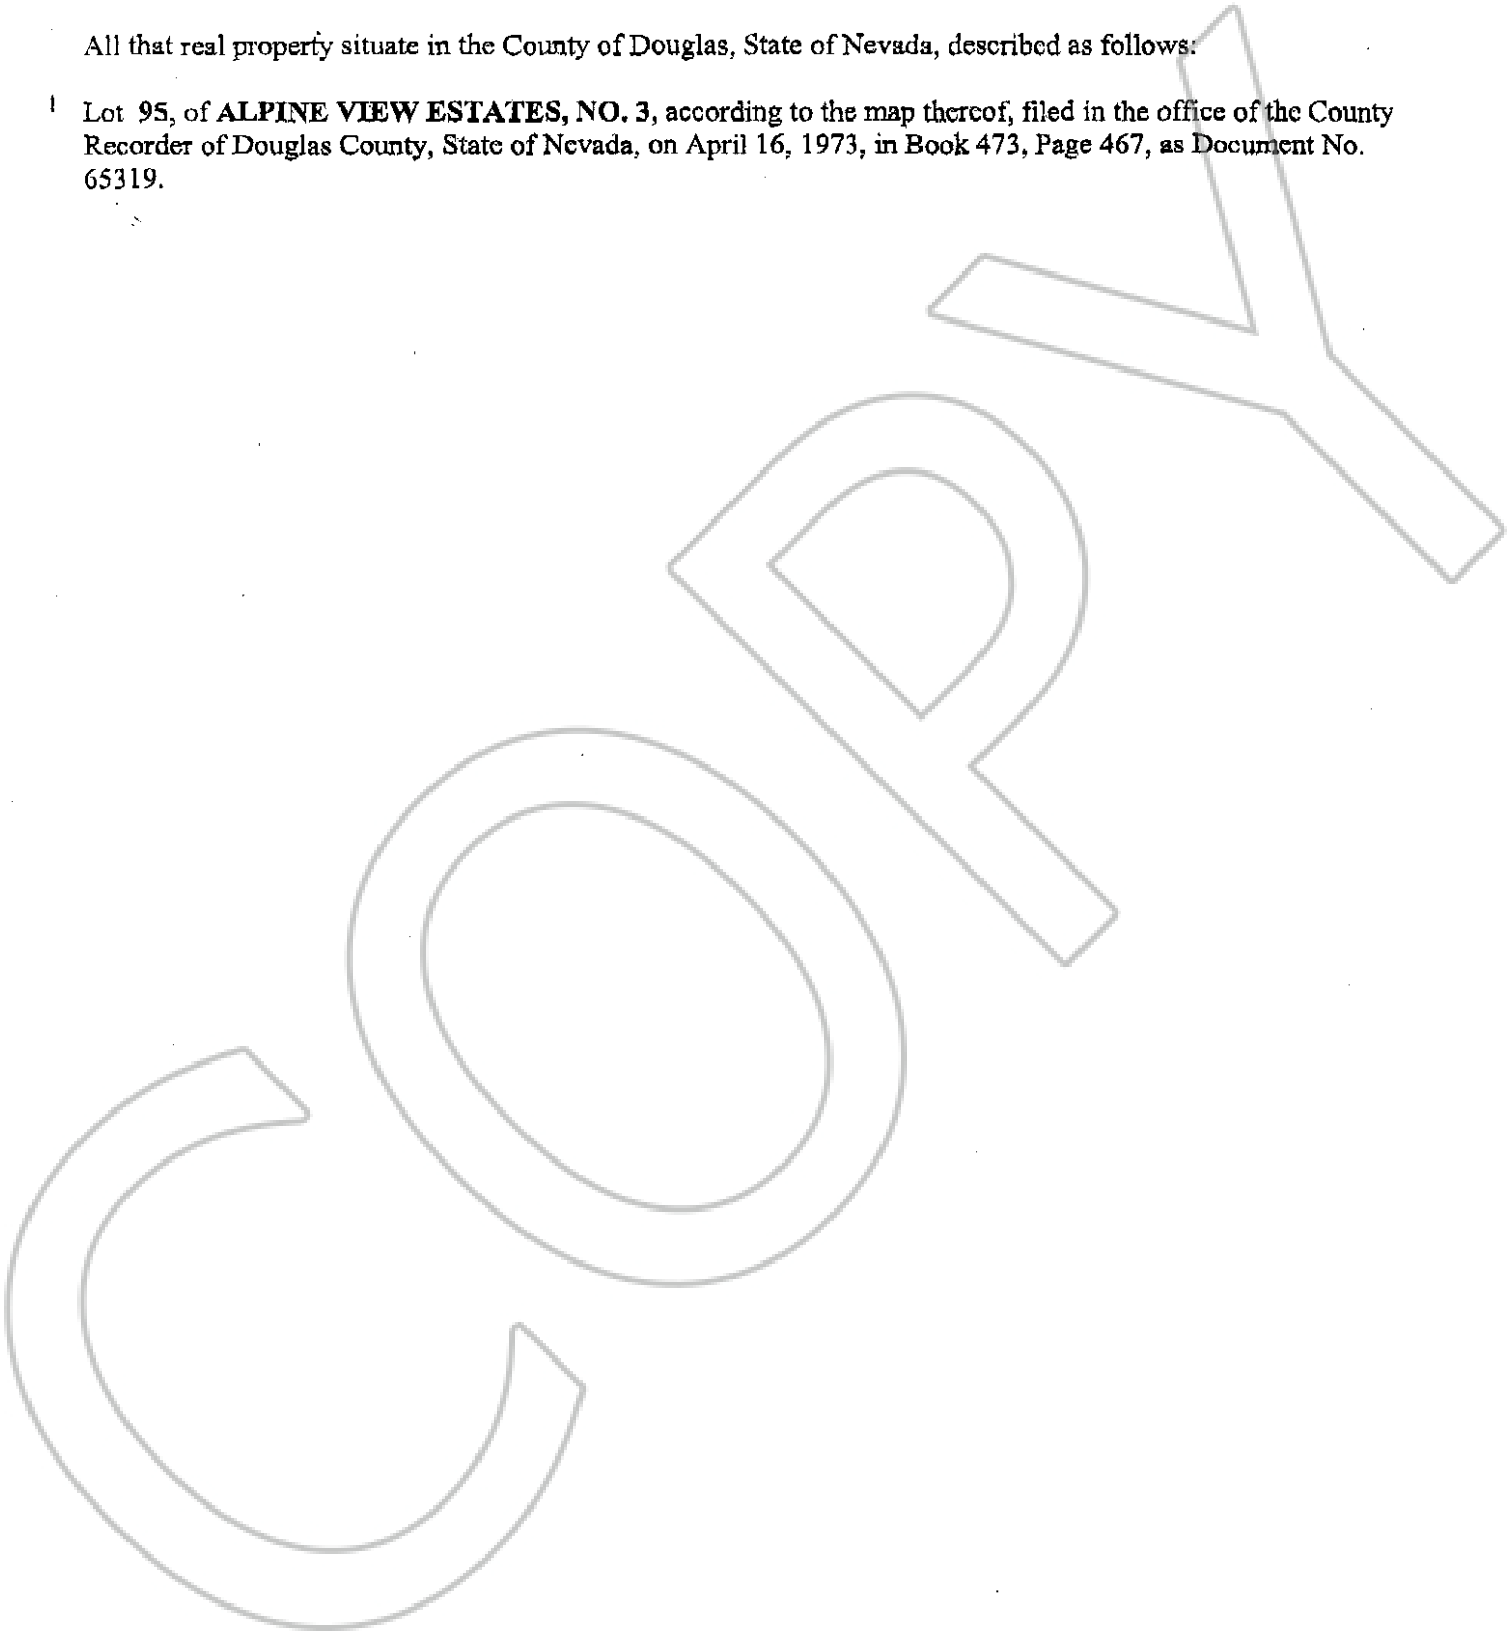 All that real property situate in the County of Douglas, State of Nevada, described as follows:
Lot 95, of ALPINE VIEW ESTATES, NO. 3, according to the map thereof, filed in the office of the County
Recorder of Douglas County, State of Nevada, on April 16, 1973, in Book 473, Page 467, as Document No.
65319.
COPY